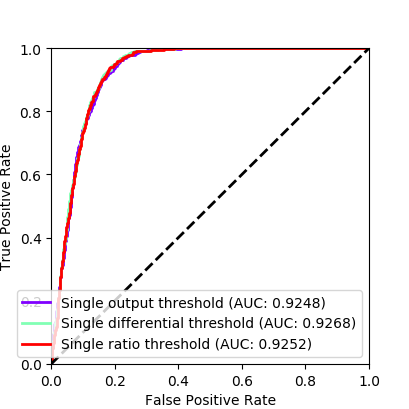 1.0
0.8
0.6
0.4
0.2
0.0
True Positive Rate
Single output threshold (AUC: 0.9248)
Single differential threshold (AUC: 0.9268)
Single ratio threshold (AUC: 0.9252)
0.0 0.2 0.4 0.6 0.8 1.0
False Positive Rate